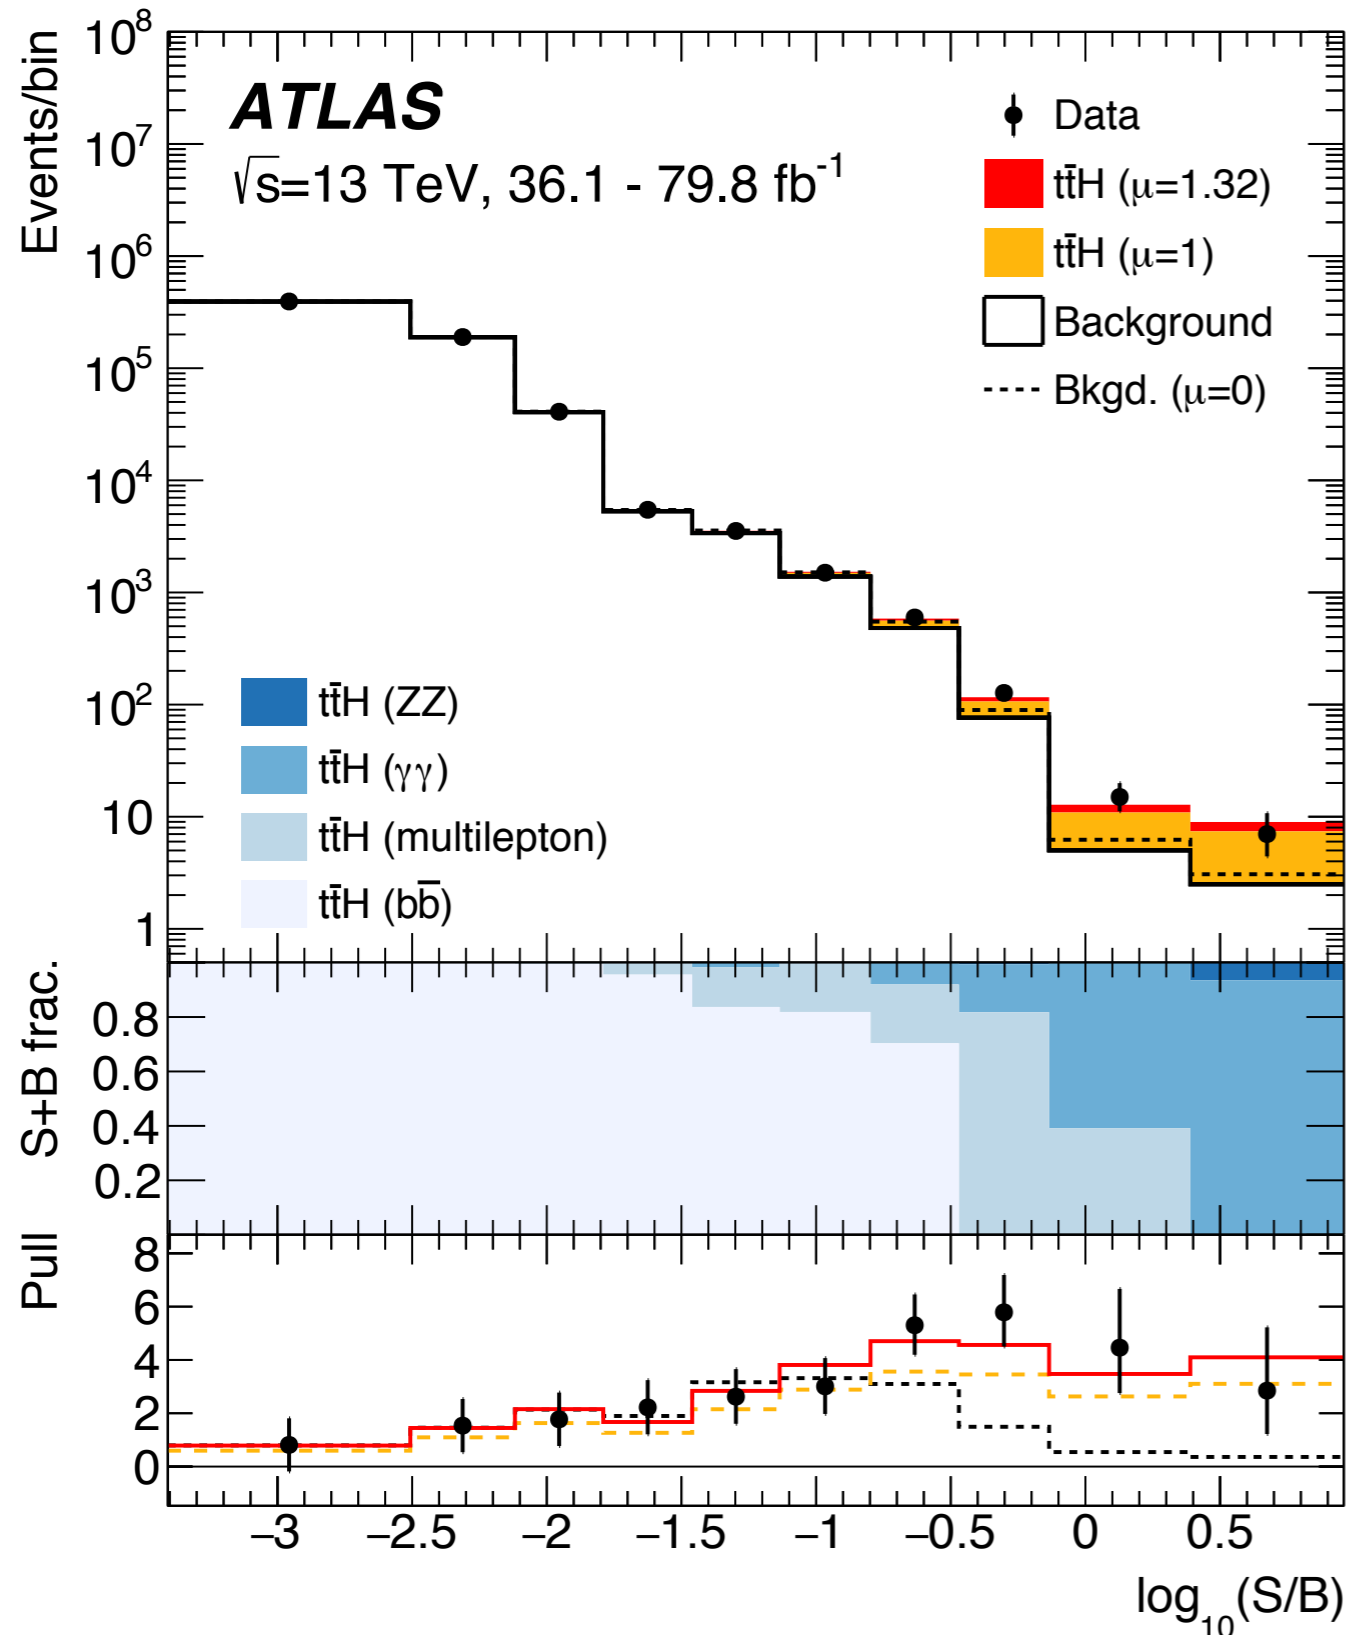 Events/bin
10⁸
10⁷
10⁶
10⁵
10⁴
10³
10²
10
1
ATLAS
√s=13 TeV, 36.1 - 79.8 fb⁻¹
Data
tt̄H (μ=1.32)
tt̄H (μ=1)
Background
Bkgd. (μ=0)
tt̄H (ZZ)
tt̄H (γγ)
tt̄H (multilepton)
tt̄H (bb̄)
S+B frac.
0.8
0.6
0.4
0.2
Pull
8
6
4
2
0
−3 −2.5 −2 −1.5 −1 −0.5 0 0.5
log₁₀(S/B)